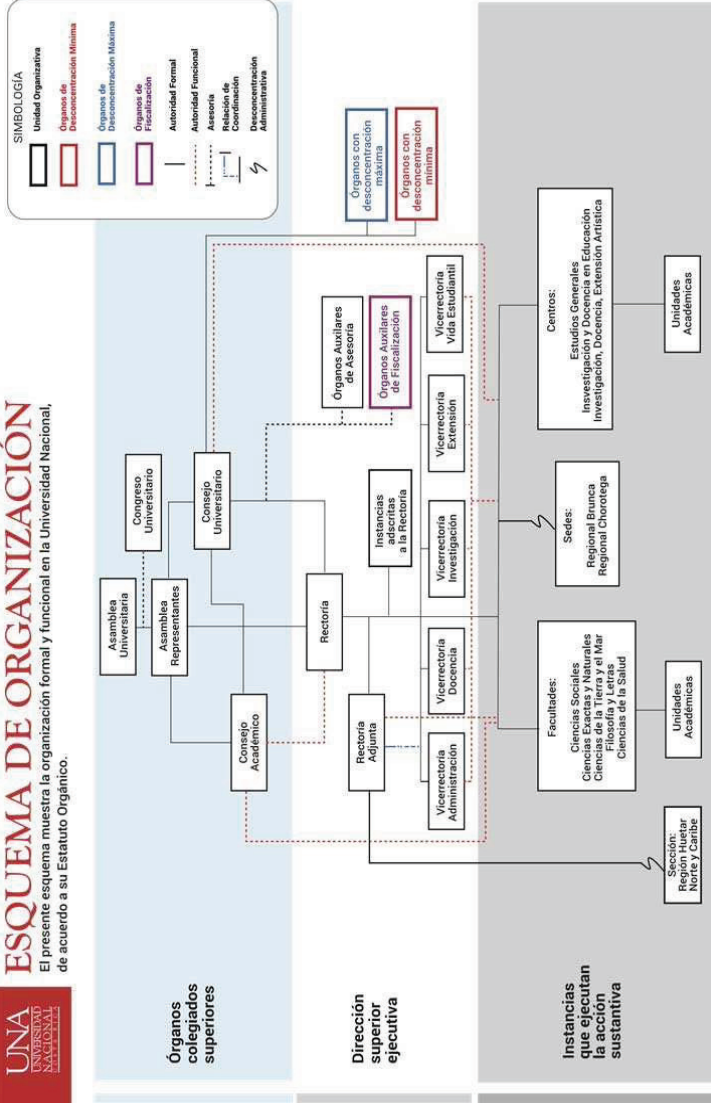 UNA
UNIVERSIDAD
NACIONAL
COSTA RICA
ESQUEMA DE ORGANIZACIÓN
El presente esquema muestra la organización formal y funcional en la Universidad Nacional,
de acuerdo a su Estatuto Orgánico.
SIMBOLOGÍA
Unidad Organizativa
Órganos de
Desconcentración Mínima
Órganos de
Desconcentración Máxima
Órganos de
Fiscalización
Autoridad Formal
Autoridad Funcional
Asesoría
Relación de
Coordinación
Desconcentración
Administrativa
Órganos
colegiados
superiores
Asamblea
Universitaria
Congreso
Universitario
Asamblea
Representantes
Consejo
Universitario
Consejo
Académico
Dirección
superior
ejecutiva
Rectoría
Rectoría
Adjunta
Instancias
adscritas
a la Rectoría
Órganos Auxilares
de Asesoría
Órganos Auxilares
de Fiscalización
Órganos con
desconcentración
máxima
Órganos con
desconcentración
mínima
Vicerrectoría
Administración
Vicerrectoría
Docencia
Vicerrectoría
Investigación
Vicerrectoría
Extensión
Vicerrectoría
Vida Estudiantil
Instancias
que ejecutan
la acción
sustantiva
Sección:
Región Huetar
Norte y Caribe
Facultades:
Ciencias Sociales
Ciencias Exactas y Naturales
Ciencias de la Tierra y el Mar
Filosofía y Letras
Ciencias de la Salud
Unidades
Académicas
Sedes:
Regional Brunca
Regional Chorotega
Centros:
Estudios Generales
Insvestigación y Docencia en Educación
Investigación, Docencia, Extensión Artística
Unidades
Académicas